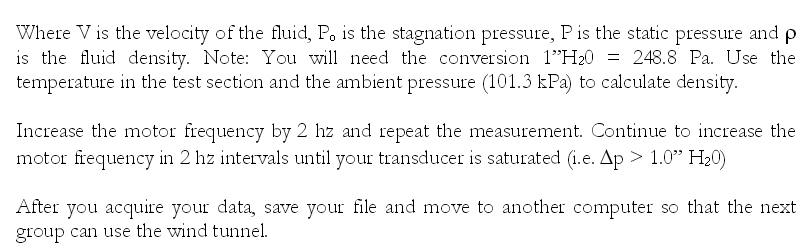 Where V is the velocity of the fluid, P₀ is the stagnation pressure, P is the static pressure and ρ
is the fluid density. Note: You will need the conversion 1”H₂0 = 248.8 Pa. Use the
temperature in the test section and the ambient pressure (101.3 kPa) to calculate density.
Increase the motor frequency by 2 hz and repeat the measurement. Continue to increase the
motor frequency in 2 hz intervals until your transducer is saturated (i.e. Δp > 1.0” H₂0)
After you acquire your data, save your file and move to another computer so that the next
group can use the wind tunnel.